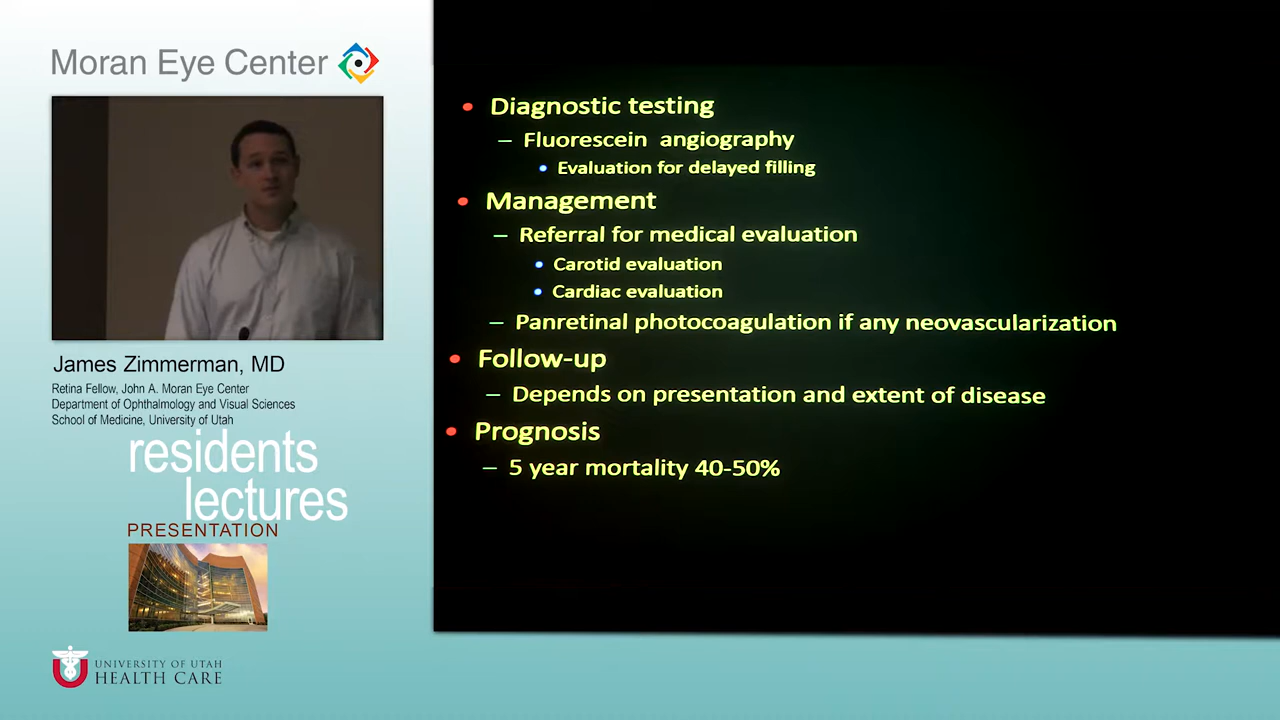 Moran Eye Center
James Zimmerman, MD
Retina Fellow, John A. Moran Eye Center
Department of Ophthalmology and Visual Sciences
School of Medicine, University of Utah
residents
lectures
PRESENTATION
UNIVERSITY OF UTAH
HEALTH CARE
• Diagnostic testing
– Fluorescein angiography
• Evaluation for delayed filling
• Management
– Referral for medical evaluation
• Carotid evaluation
• Cardiac evaluation
– Panretinal photocoagulation if any neovascularization
• Follow-up
– Depends on presentation and extent of disease
• Prognosis
– 5 year mortality 40-50%